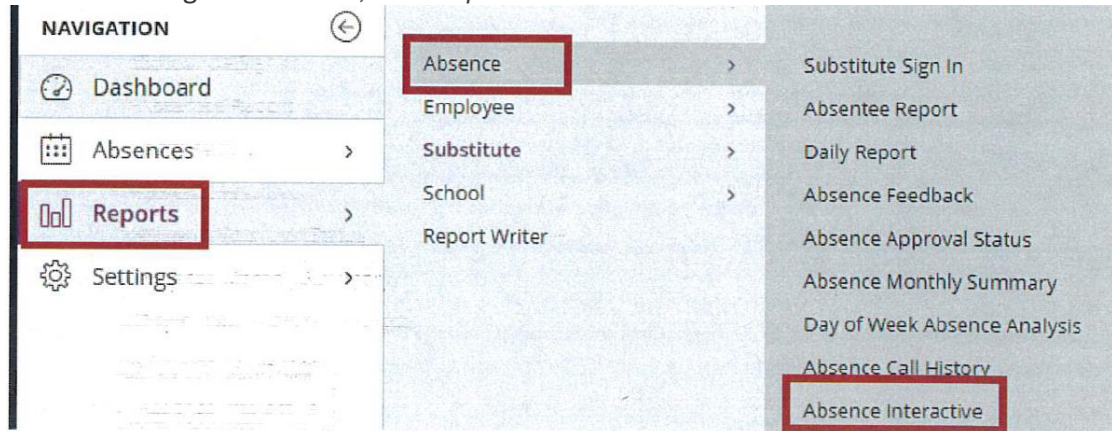 NAVIGATION
Dashboard
Absences
Reports
Settings
Absence
Employee
Substitute
School
Report Writer
Substitute Sign In
Absentee Report
Daily Report
Absence Feedback
Absence Approval Status
Absence Monthly Summary
Day of Week Absence Analysis
Absence Call History
Absence Interactive